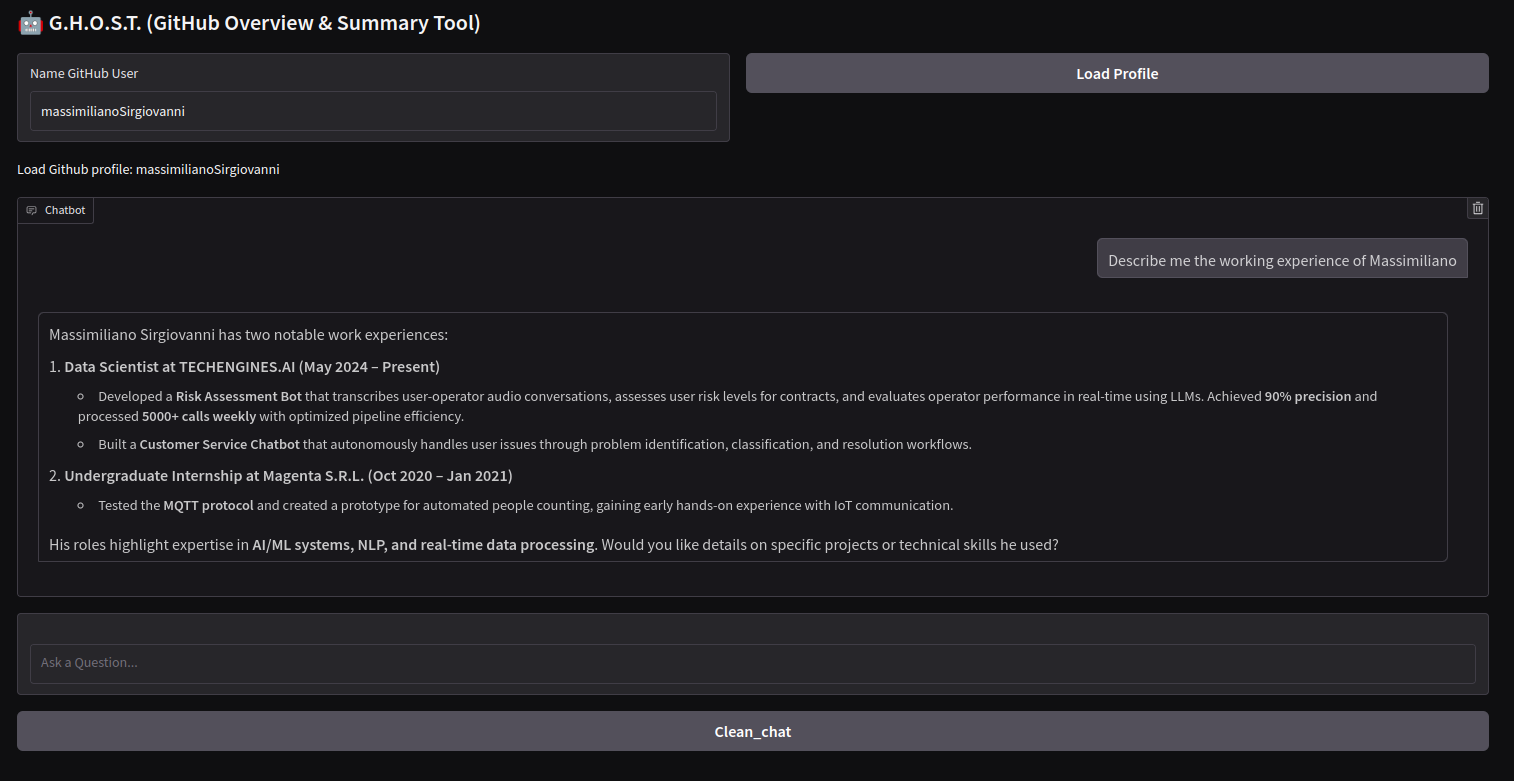 🤖 G.H.O.S.T. (GitHub Overview & Summary Tool)
Name GitHub User
massimilianoSirgiovanni
Load Profile
Load Github profile: massimilianoSirgiovanni
Chatbot
Describe me the working experience of Massimiliano
Massimiliano Sirgiovanni has two notable work experiences:
1. Data Scientist at TECHENGINES.AI (May 2024 – Present)
Developed a Risk Assessment Bot that transcribes user-operator audio conversations, assesses user risk levels for contracts, and evaluates operator performance in real-time using LLMs. Achieved 90% precision and
processed 5000+ calls weekly with optimized pipeline efficiency.
Built a Customer Service Chatbot that autonomously handles user issues through problem identification, classification, and resolution workflows.
2. Undergraduate Internship at Magenta S.R.L. (Oct 2020 – Jan 2021)
Tested the MQTT protocol and created a prototype for automated people counting, gaining early hands-on experience with IoT communication.
His roles highlight expertise in AI/ML systems, NLP, and real-time data processing. Would you like details on specific projects or technical skills he used?
Ask a Question...
Clean_chat